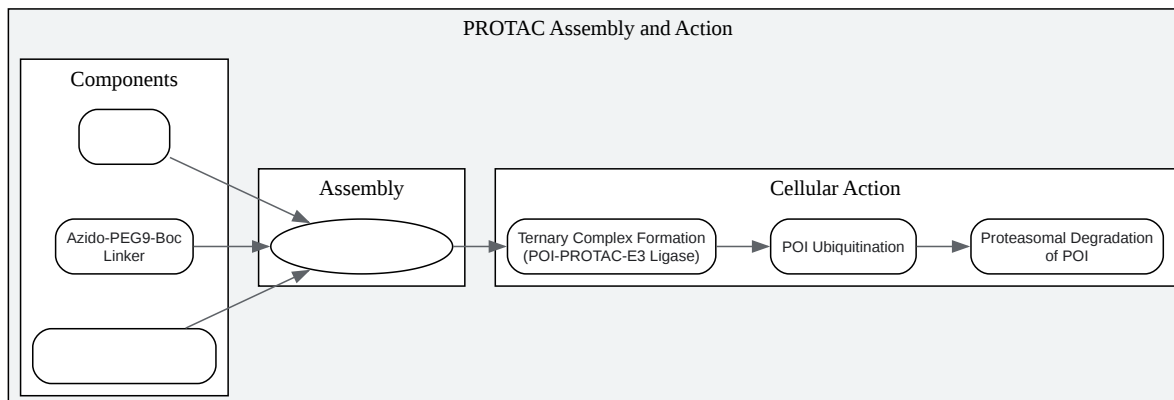 PROTAC Assembly and Action
Components
Azido-PEG9-Boc
Linker
Assembly
Cellular Action
Ternary Complex Formation
(POI-PROTAC-E3 Ligase)
POI Ubiquitination
Proteasomal Degradation
of POI